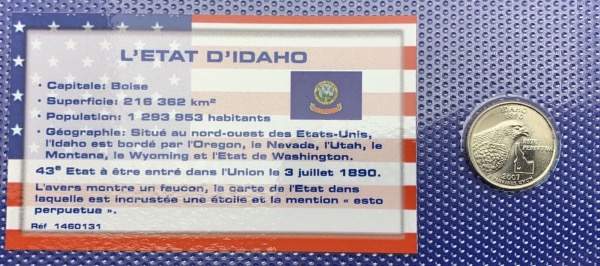 L'ETAT D'IDAHO
• Capitale: Boise
• Superficie: 216 362 km²
• Population: 1 293 953 habitants
• Géographie: Situé au nord-ouest des Etats-Unis,
l'Idaho est bordé par l'Oregon, le Nevada, l'Utah, le
Montana, le Wyoming et l'Etat de Washington.
43e Etat à être entré dans l'Union le 3 juillet 1890.
L'avers montre un faucon, la carte de l'Etat dans
laquelle est incrustée une étoile et la mention « esto
perpetua ».
Réf 1460131
IDAHO
ESTO
PERPETUA
2007